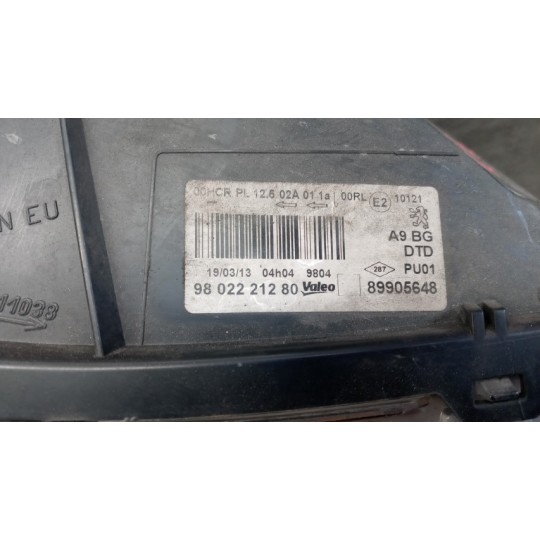 00HCR PL 12.6 02A 01 1a 00RL E2 10121
A9 BG
DTD
19/03/13 04h04 9804 287 PU01
98 022 212 80 Valeo 89905648
N EU
11038